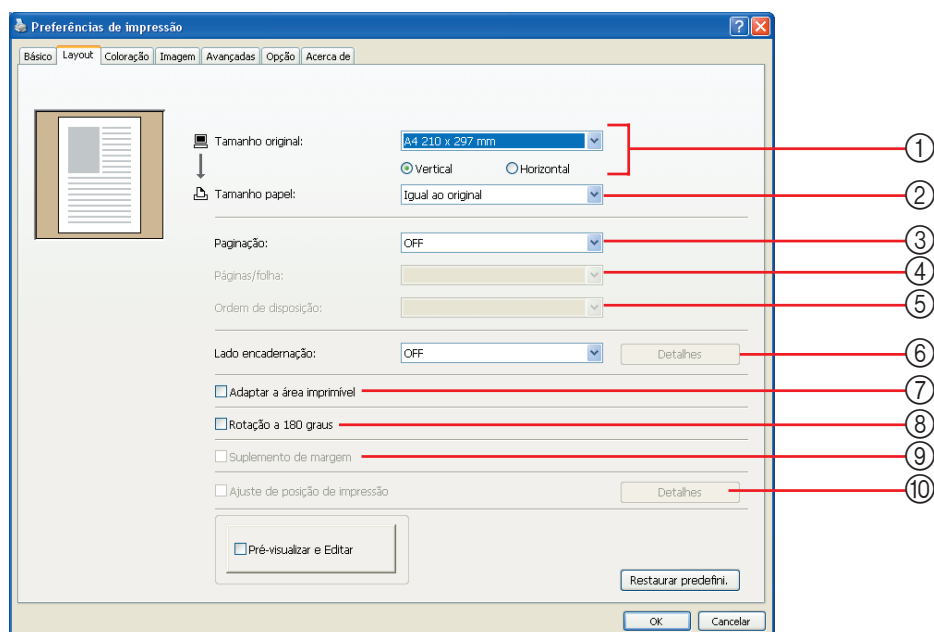 Preferências de impressão
Básico Layout Coloração Imagem Avançadas Opção Acerca de
Tamanho original: A4 210 x 297 mm ①
Vertical Horizontal
Tamanho papel: Igual ao original ②
Paginação: OFF ③
Páginas/folha: ④
Ordem de disposição: ⑤
Lado encadernação: OFF Detalhes ⑥
Adaptar a área imprimível ⑦
Rotação a 180 graus ⑧
Suplemento de margem ⑨
Ajuste de posição de impressão Detalhes ⑩
Pré-visualizar e Editar
Restaurar predefini.
OK Cancelar